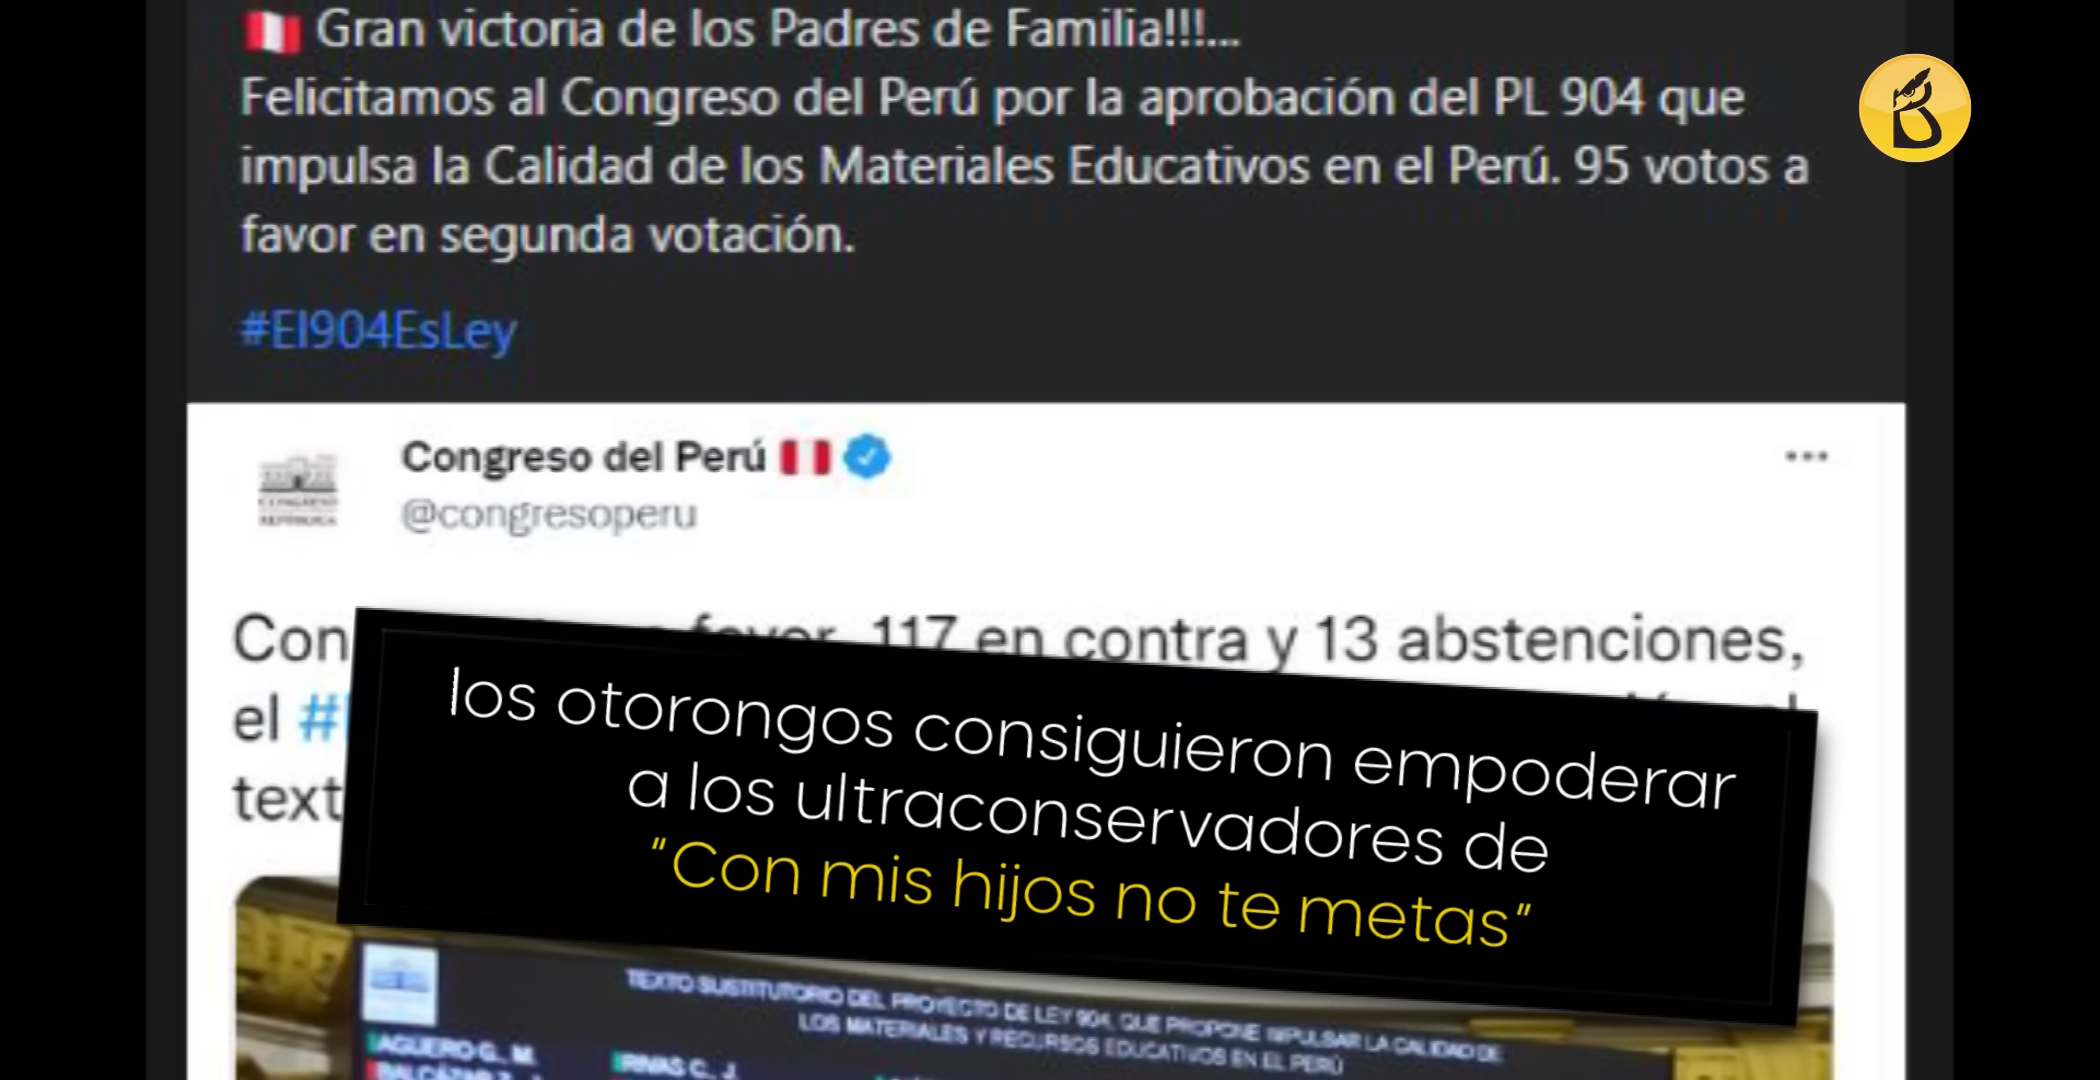 Gran victoria de los Padres de Familia!!!...
Felicitamos al Congreso del Perú por la aprobación del PL 904 que
impulsa la Calidad de los Materiales Educativos en el Perú. 95 votos a
favor en segunda votación.
#El904EsLey
Congreso del Perú
@congresoperu
Con favor, 117 en contra y 13 abstenciones,
el #
text
los otorongos consiguieron empoderar
a los ultraconservadores de
"Con mis hijos no te metas"
TEXTO SUSTITUTORIO DEL PROYECTO DE LEY 904, QUE PROPONE IMPULSAR LA CALIDAD DE
LOS MATERIALES Y RECURSOS EDUCATIVOS EN EL PERÚ
AGUERO G., M.
RIVAS C., J.